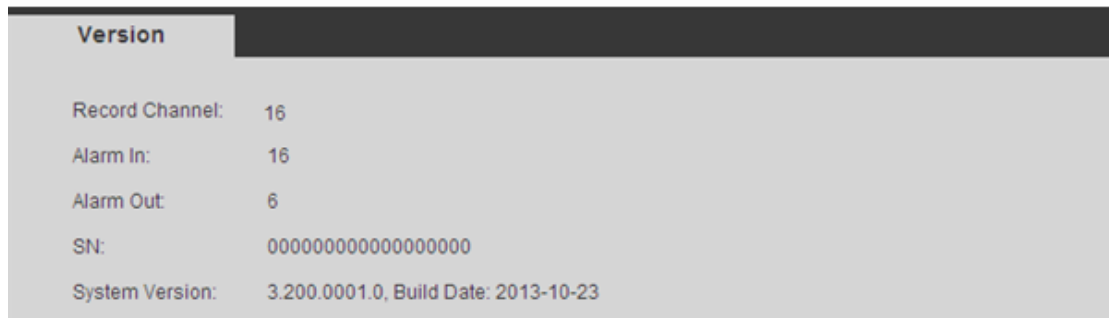 Version
Record Channel: 16
Alarm In: 16
Alarm Out: 6
SN: 000000000000000000
System Version: 3.200.0001.0, Build Date: 2013-10-23